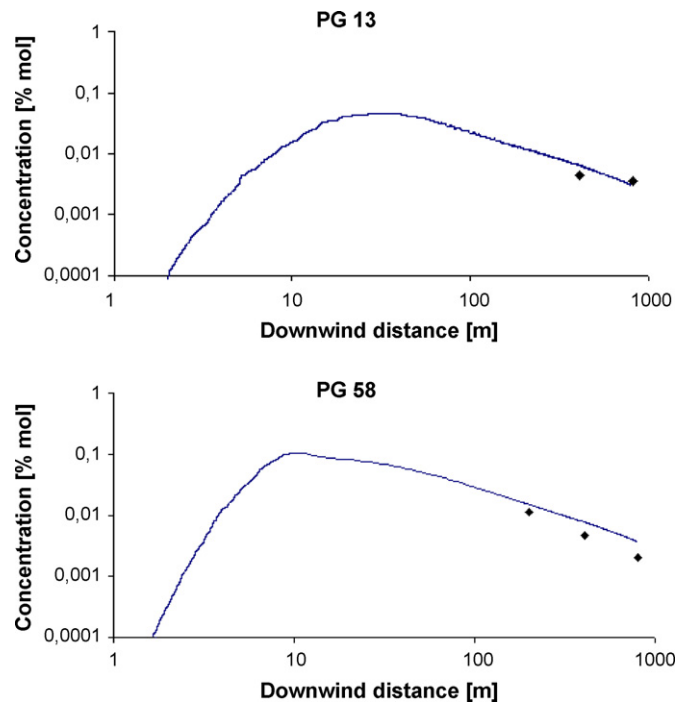 PG 13
Concentration [% mol]
1
0,1
0,01
0,001
0,0001
1 10 100 1000
Downwind distance [m]
PG 58
Concentration [% mol]
1
0,1
0,01
0,001
0,0001
1 10 100 1000
Downwind distance [m]